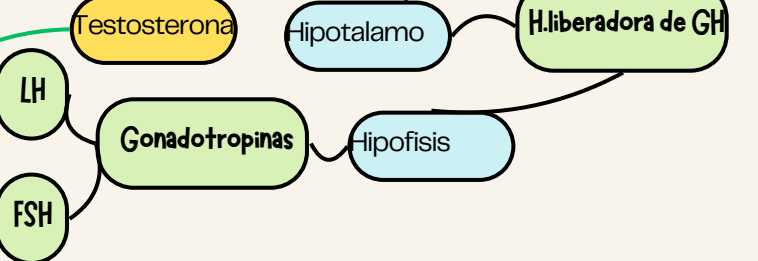 Testosterona
Hipotalamo
H.liberadora de GH
LH
Gonadotropinas
Hipofisis
FSH